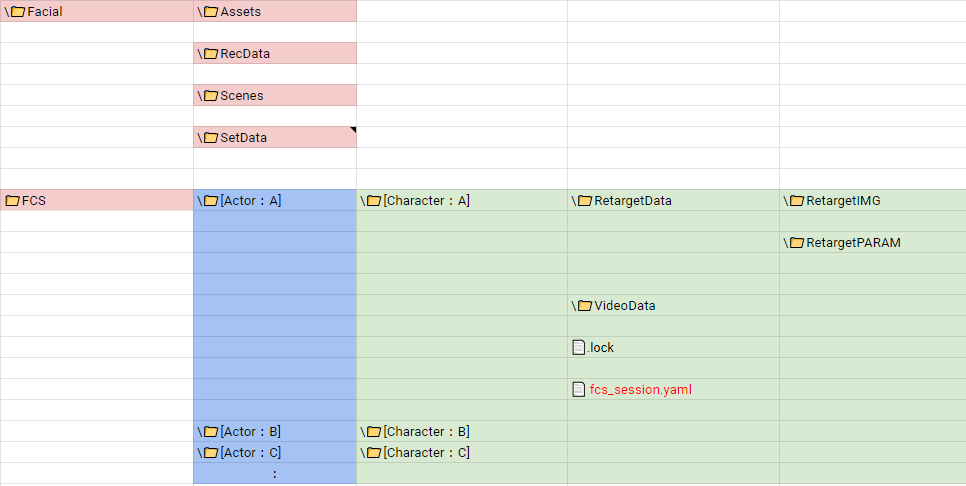 \Facial \Assets
\RecData
\Scenes
\SetData
FCS \[Actor：A] \[Character：A] \RetargetData \RetargetIMG
\RetargetPARAM
\VideoData
.lock
fcs_session.yaml
\[Actor：B] \[Character：B]
\[Actor：C] \[Character：C]
：